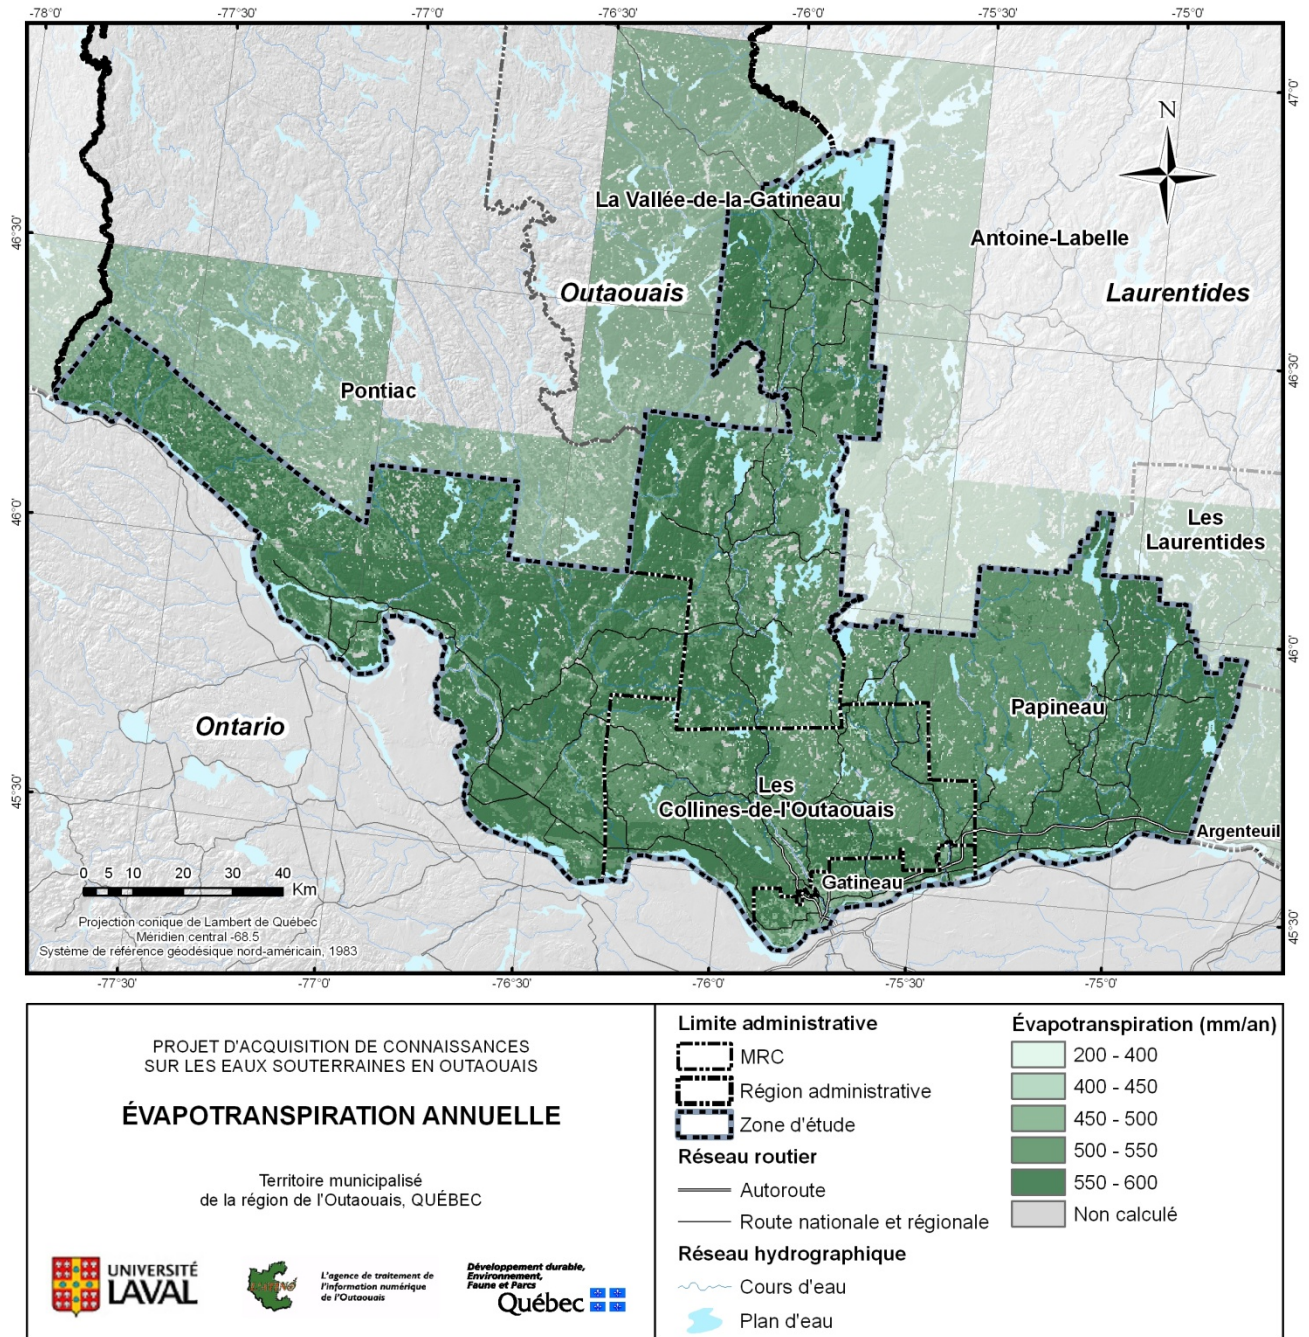 -78°0'
-77°30'
-77°0'
-76°30'
-76°0'
-75°30'
-75°0'
47°0'
N
La Vallée-de-la-Gatineau
Antoine-Labelle
46°30'
Outaouais
Laurentides
46°30'
Pontiac
46°0'
Les
Laurentides
46°0'
Papineau
Ontario
45°30'
Les
Collines-de-l'Outaouais
Argenteuil
Gatineau
0 5 10 20 30 40
Km
Projection conique de Lambert de Québec
Méridien central -68.5
Système de référence géodésique nord-américain, 1983
45°30'
-77°30'
-77°0'
-76°30'
-76°0'
-75°30'
-75°0'
PROJET D'ACQUISITION DE CONNAISSANCES
SUR LES EAUX SOUTERRAINES EN OUTAOUAIS
ÉVAPOTRANSPIRATION ANNUELLE
Territoire municipalisé
de la région de l'Outaouais, QUÉBEC
UNIVERSITÉ
LAVAL
L'agence de traitement de
l'information numérique
de l'Outaouais
Développement durable,
Environnement,
Faune et Parcs
Québec
Limite administrative
MRC
Région administrative
Zone d'étude
Réseau routier
Autoroute
Route nationale et régionale
Réseau hydrographique
Cours d'eau
Plan d'eau
Évapotranspiration (mm/an)
200 - 400
400 - 450
450 - 500
500 - 550
550 - 600
Non calculé